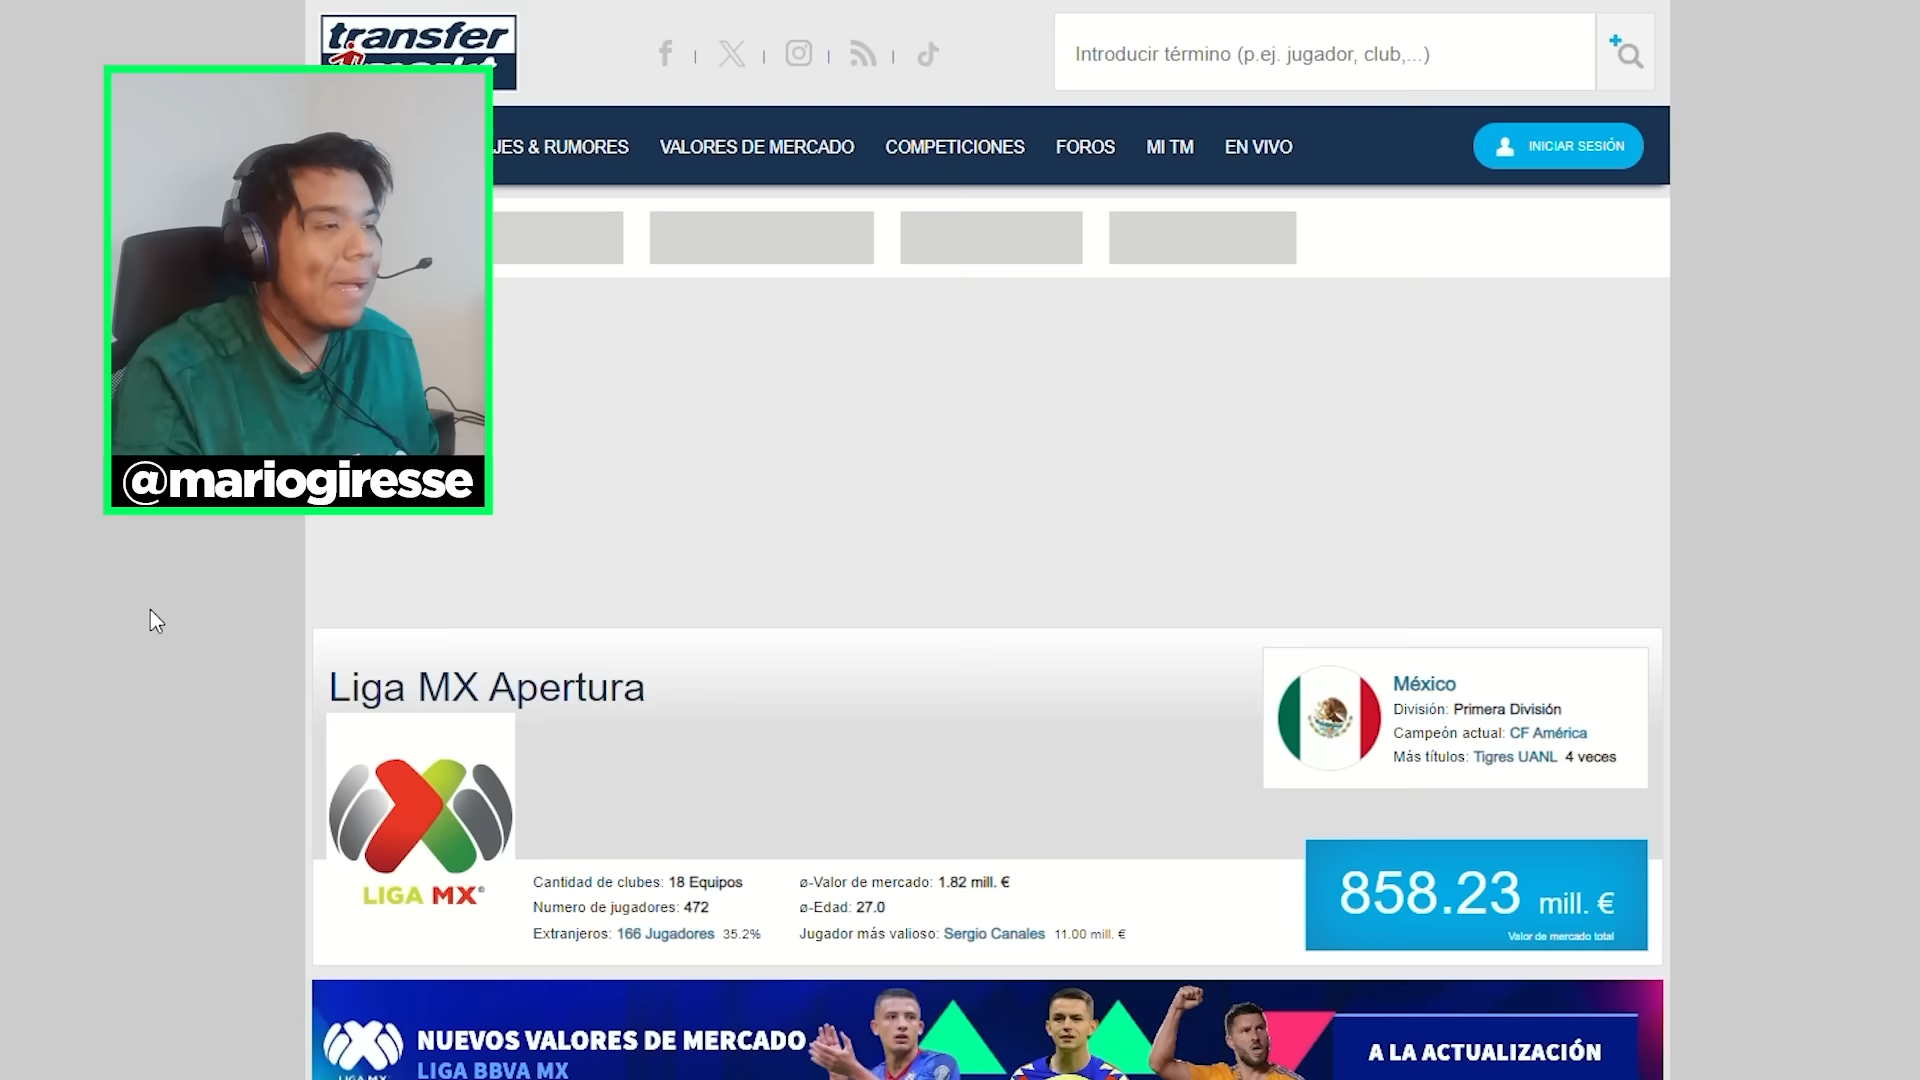 transfer
markt
Introducir término (p.ej. jugador, club,...)
JES & RUMORES VALORES DE MERCADO COMPETICIONES FOROS MI TM EN VIVO
INICIAR SESIÓN
@mariogiresse
Liga MX Apertura
México
División: Primera División
Campeón actual: CF América
Más títulos: Tigres UANL 4 veces
LIGA MX®
Cantidad de clubes: 18 Equipos
Numero de jugadores: 472
Extranjeros: 166 Jugadores 35.2%
ø-Valor de mercado: 1.82 mill. €
ø-Edad: 27.0
Jugador más valioso: Sergio Canales 11.00 mill. €
858.23 mill. €
Valor de mercado total
NUEVOS VALORES DE MERCADO
LIGA BBVA MX
LIGA MX
A LA ACTUALIZACIÓN